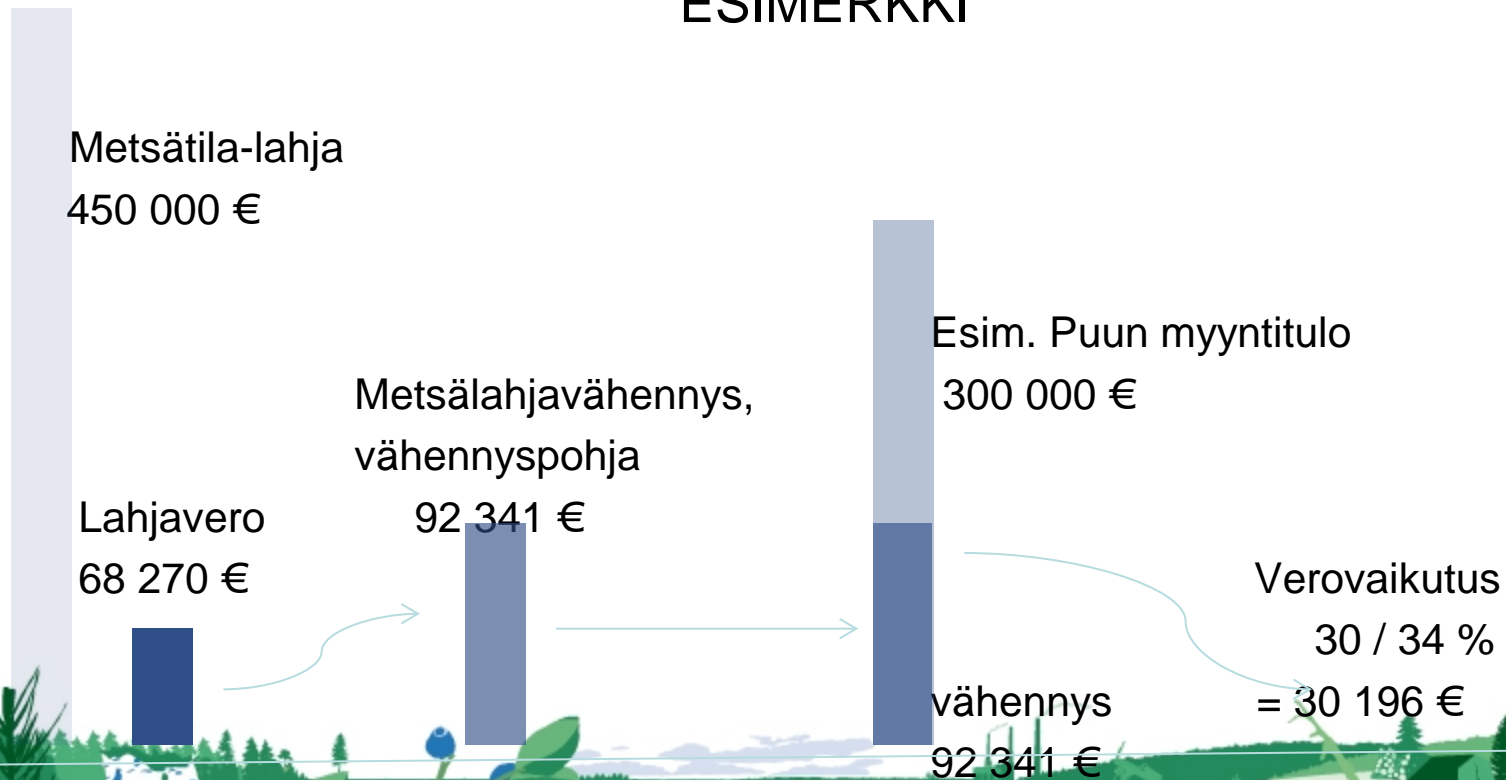 ESIMERKKI
Metsätila-lahja
450 000 €
Lahjavero
68 270 €
Metsälahjavähennys,
vähennyspohja
92 341 €
Esim. Puun myyntitulo
300 000 €
vähennys
92 341 €
Verovaikutus
30 / 34 %
= 30 196 €